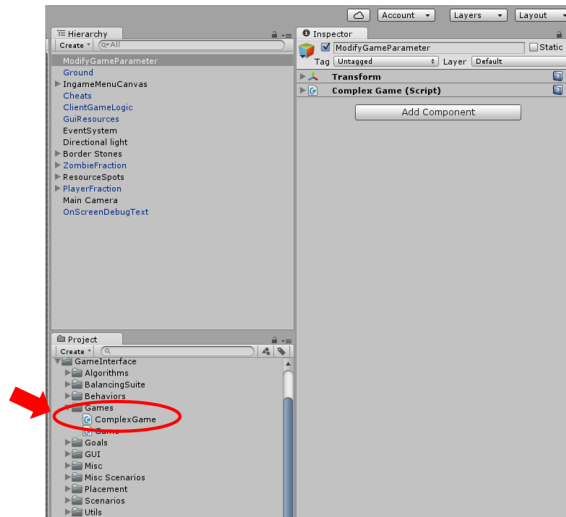 Account
Layers
Layout
Hierarchy
Create
All
ModifyGameParameter
Ground
IngameMenuCanvas
Cheats
ClientGameLogic
GuiResources
EventSystem
Directional light
Border Stones
ZombieFraction
ResourceSpots
PlayerFraction
Main Camera
OnScreenDebugText
Inspector
ModifyGameParameter
Static
Tag Untagged Layer Default
Transform
Complex Game (Script)
Add Component
Project
Create
GameInterface
Algorithms
BalancingSuite
Behaviors
Games
ComplexGame
Goals
GUI
Misc
Misc Scenarios
Placement
Scenarios
Utils